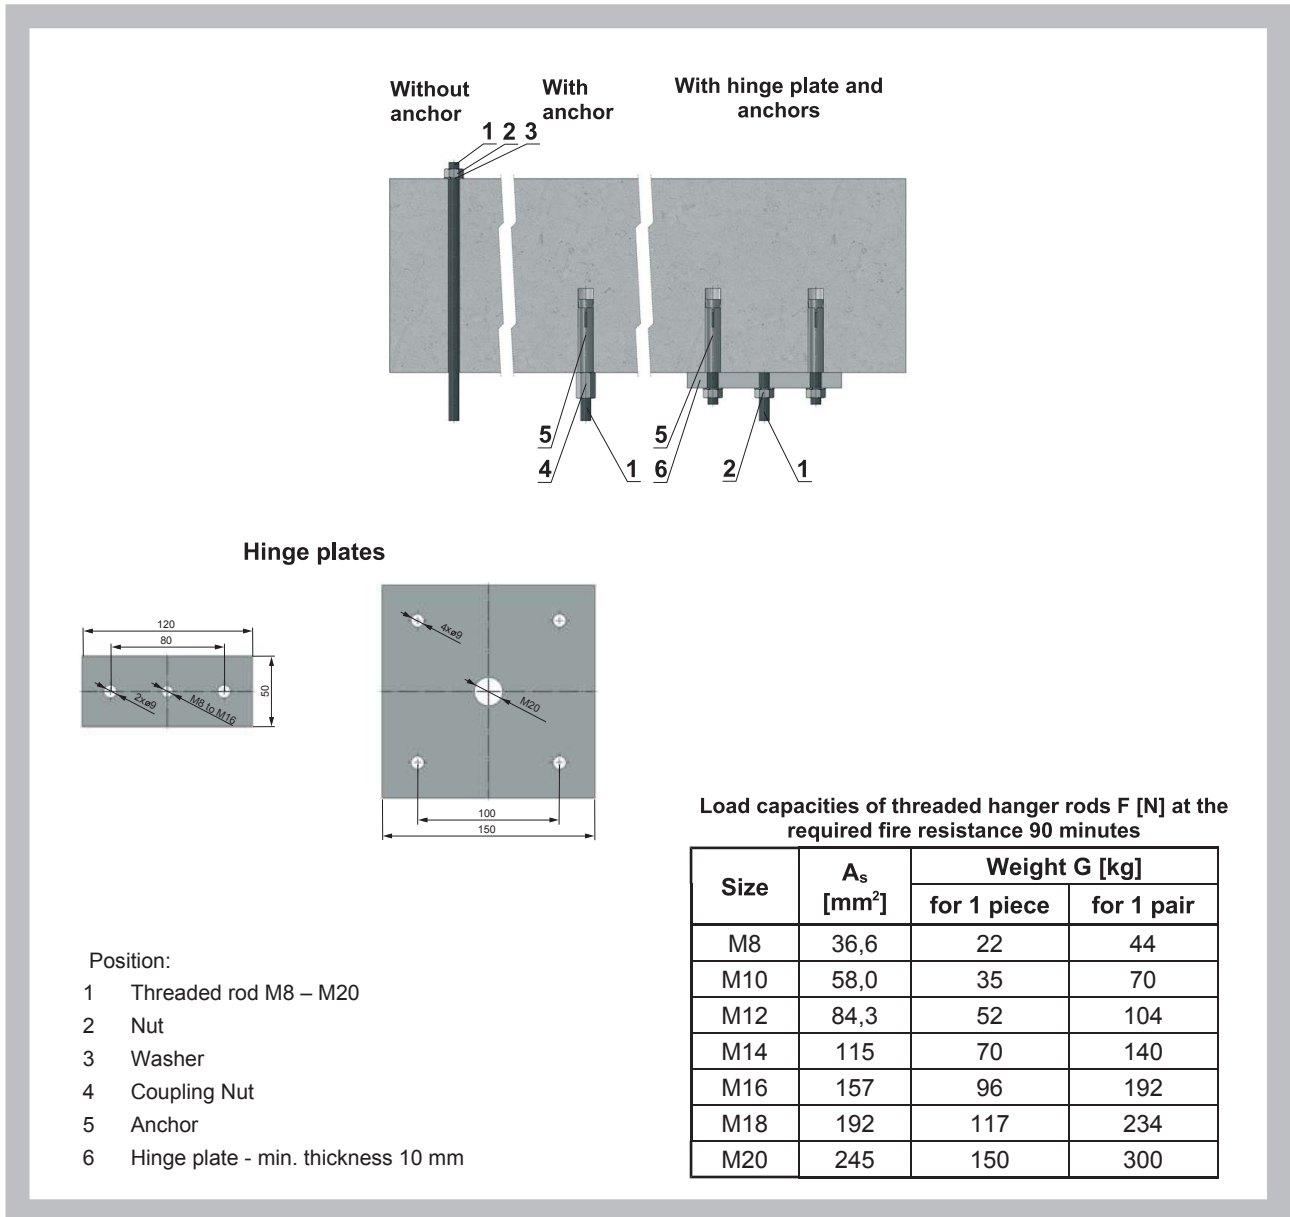 Without
anchor
With
anchor
With hinge plate and
anchors
1 2 3
5
4
1
5
6
2
1
Hinge plates
120
80
50
2xø9
M8 to M16
4xø9
M20
100
150
Load capacities of threaded hanger rods F [N] at the
required fire resistance 90 minutes
Size As [mm²] Weight G [kg]
for 1 piece for 1 pair
M8 36,6 22 44
M10 58,0 35 70
M12 84,3 52 104
M14 115 70 140
M16 157 96 192
M18 192 117 234
M20 245 150 300
Position:
1 Threaded rod M8 – M20
2 Nut
3 Washer
4 Coupling Nut
5 Anchor
6 Hinge plate - min. thickness 10 mm